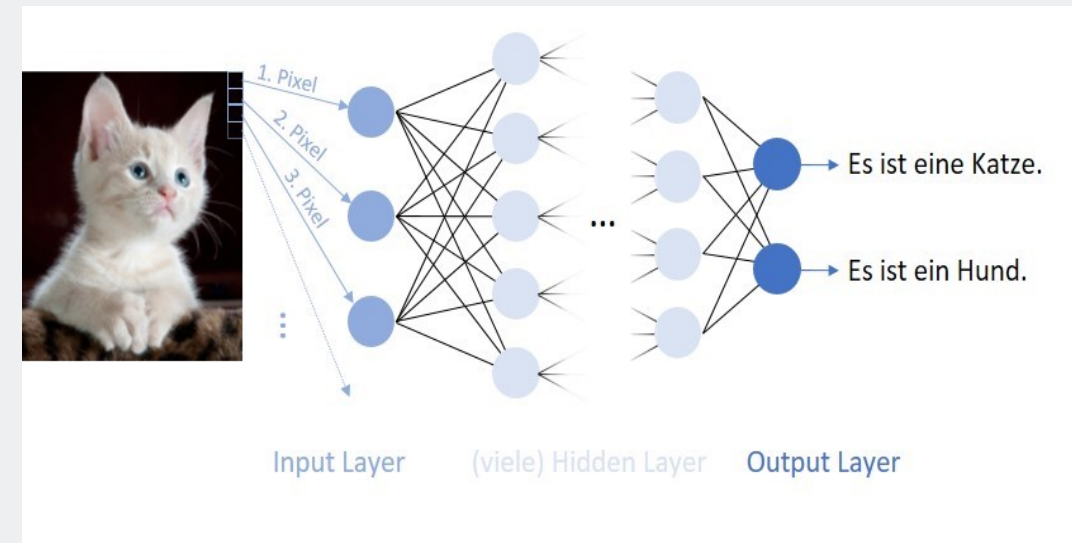 1. Pixel
2. Pixel
3. Pixel
...
...
Es ist eine Katze.
Es ist ein Hund.
Input Layer
(viele) Hidden Layer
Output Layer